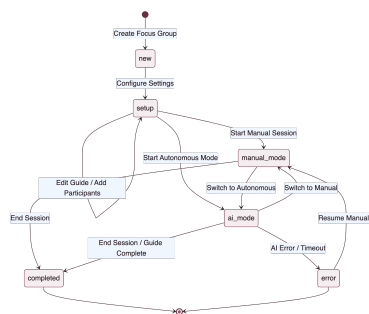 Create Focus Group
new
Configure Settings
setup
Start Manual Session
Start Autonomous Mode
manual_mode
Edit Guide / Add
Participants
Switch to Autonomous
Switch to Manual
End Session
ai_mode
Resume Manual
End Session / Guide
Complete
AI Error / Timeout
completed
error